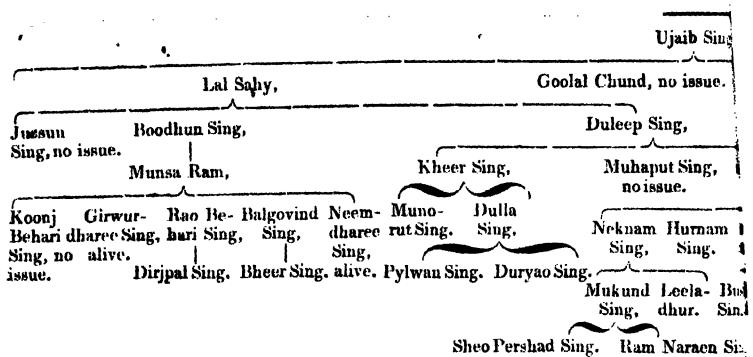 Ujaib Sing
Lal Sahy, Goolal Chund, no issue.
Jussun Boodhun Sing, Duleep Sing,
Sing, no issue.
Munsa Ram, Kheer Sing, Muhaput Sing,
no issue.
Koonj Girwur- Rao Be- Balgovind Neem- Muno- Dulla
Behari dharee Sing, hari Sing, Sing, dharee rut Sing. Sing, Neknam Hurnam
Sing, no alive. Sing, Sing, Sing.
issue. Dirjpal Sing. Bheer Sing. alive. Pylwan Sing. Duryao Sing.
Mukund Leela-
Sing, dhur. Sin
Sheo Pershad Sing. Ram Naraen